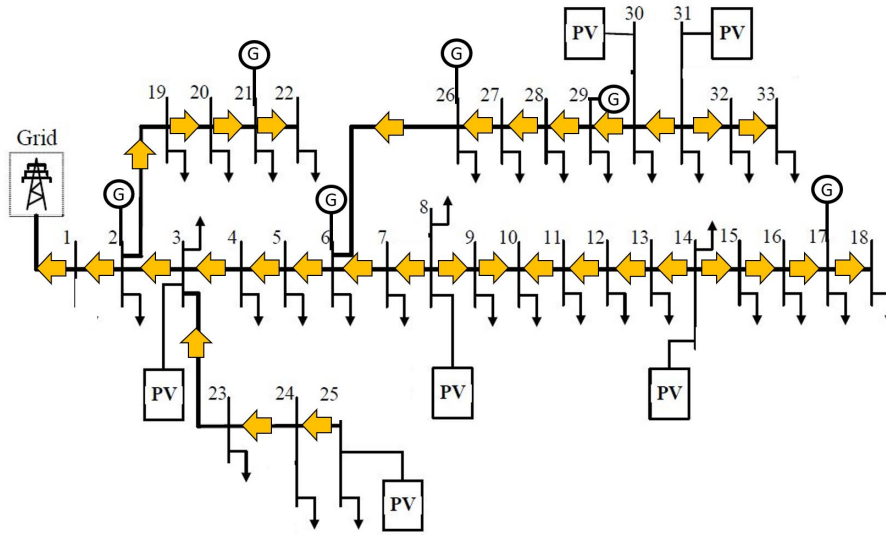 30 31
PV PV
G G
19 20 21 22 26 27 28 29 G 32 33
Grid
G G 8 G
1 2 3 4 5 6 7 9 10 11 12 13 14 15 16 17 18
PV PV PV
23 24 25
PV